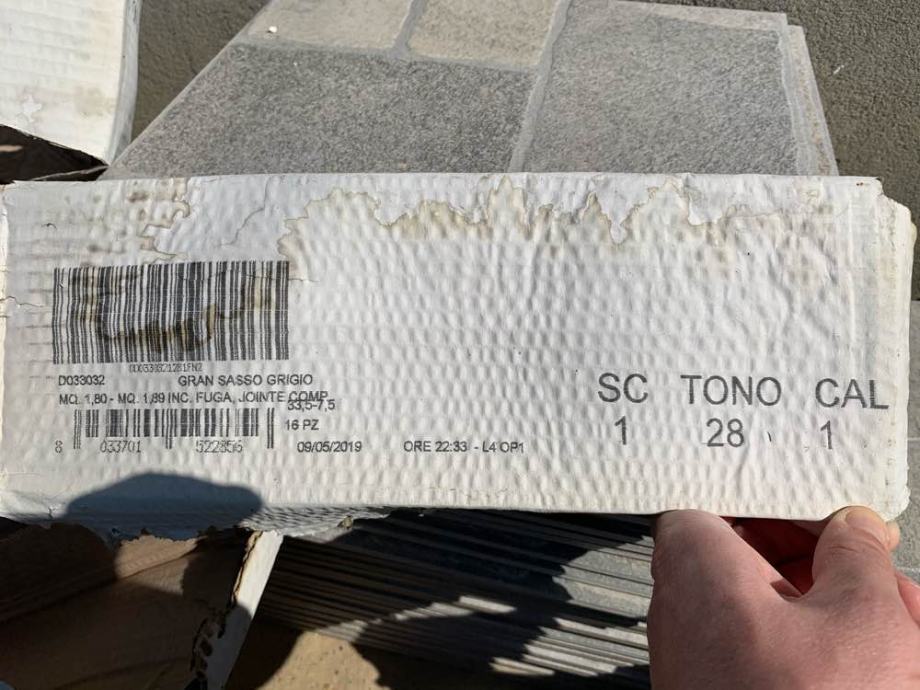 D033032 GRAN SASSO GRIGIO
MQ. 1,80 - MQ. 1,89 INC. FUGA, JOINTE COMP.
33,5-7,5
16 PZ
8 033701 522856
09/05/2019 ORE 22:33 - L4 OP1
SC TONO CAL
1 28 1